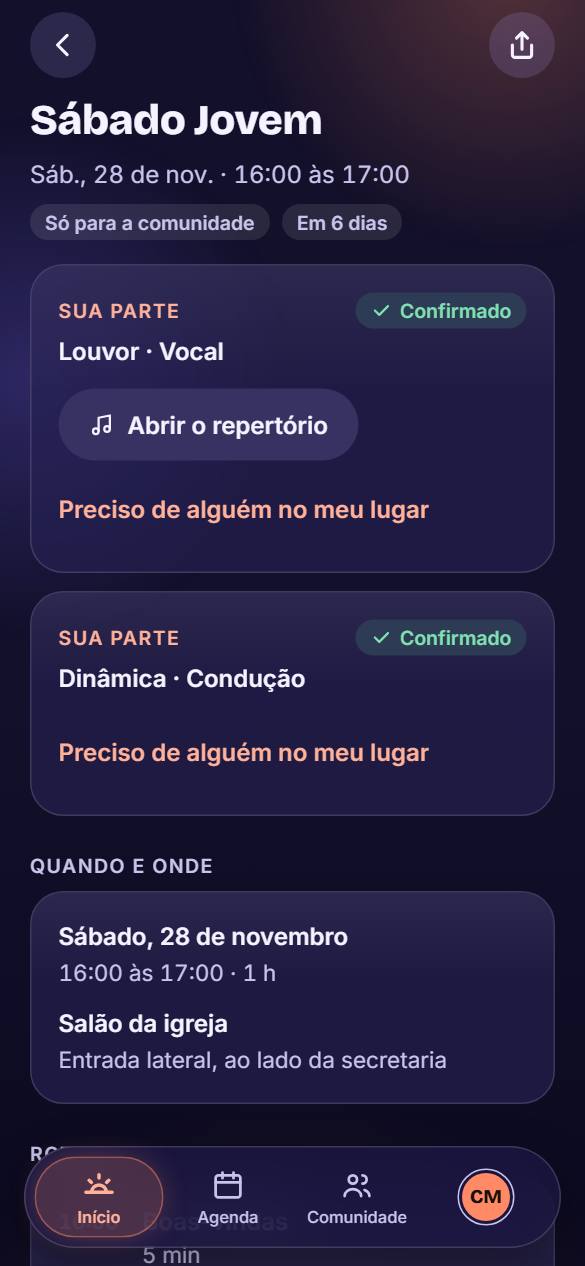 Sábado Jovem
Sáb., 28 de nov. · 16:00 às 17:00
Só para a comunidade
Em 6 dias
SUA PARTE
Confirmado
Louvor · Vocal
Abrir o repertório
Preciso de alguém no meu lugar
SUA PARTE
Confirmado
Dinâmica · Condução
Preciso de alguém no meu lugar
QUANDO E ONDE
Sábado, 28 de novembro
16:00 às 17:00 · 1 h
Salão da igreja
Entrada lateral, ao lado da secretaria
Início
Agenda
Comunidade
CM
5 min